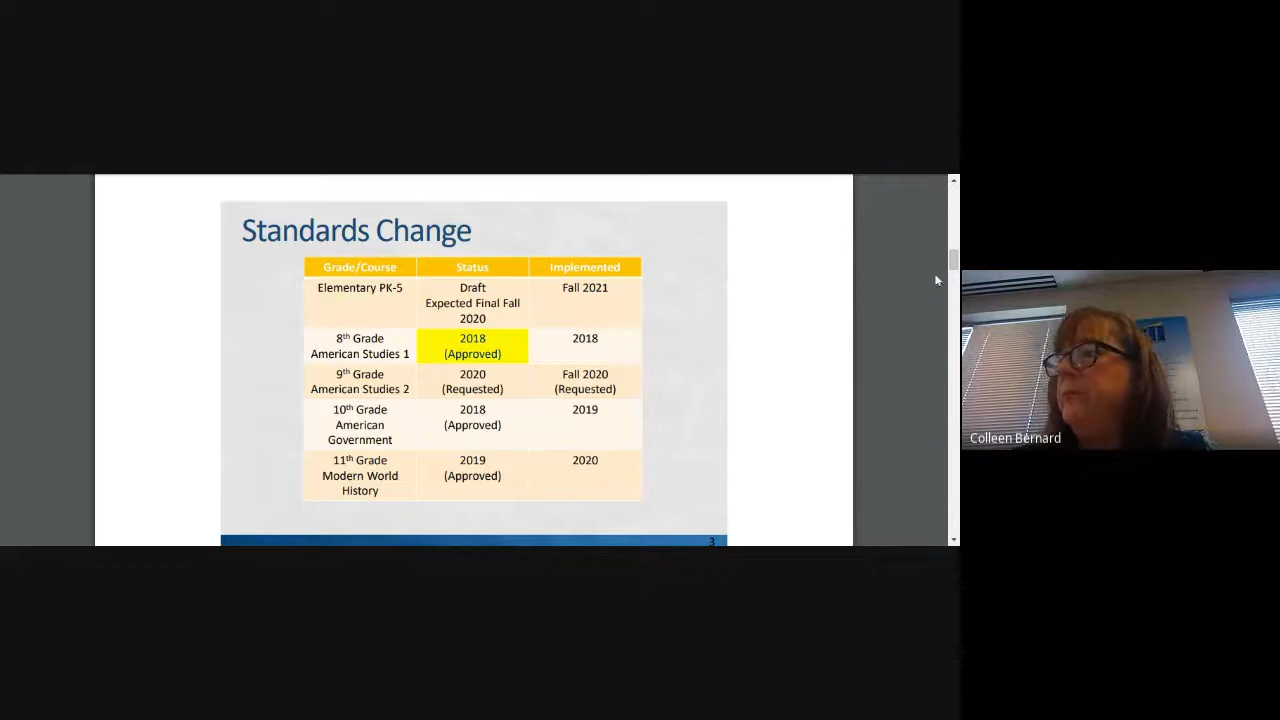 Standards Change
Grade/Course Status Implemented
Elementary PK-5 Draft Fall 2021
Expected Final Fall
2020
8th Grade 2018 2018
American Studies 1 (Approved)
9th Grade 2020 Fall 2020
American Studies 2 (Requested) (Requested)
10th Grade 2018 2019
American (Approved)
Government
11th Grade 2019 2020
Modern World (Approved)
History
3
Colleen Bernard